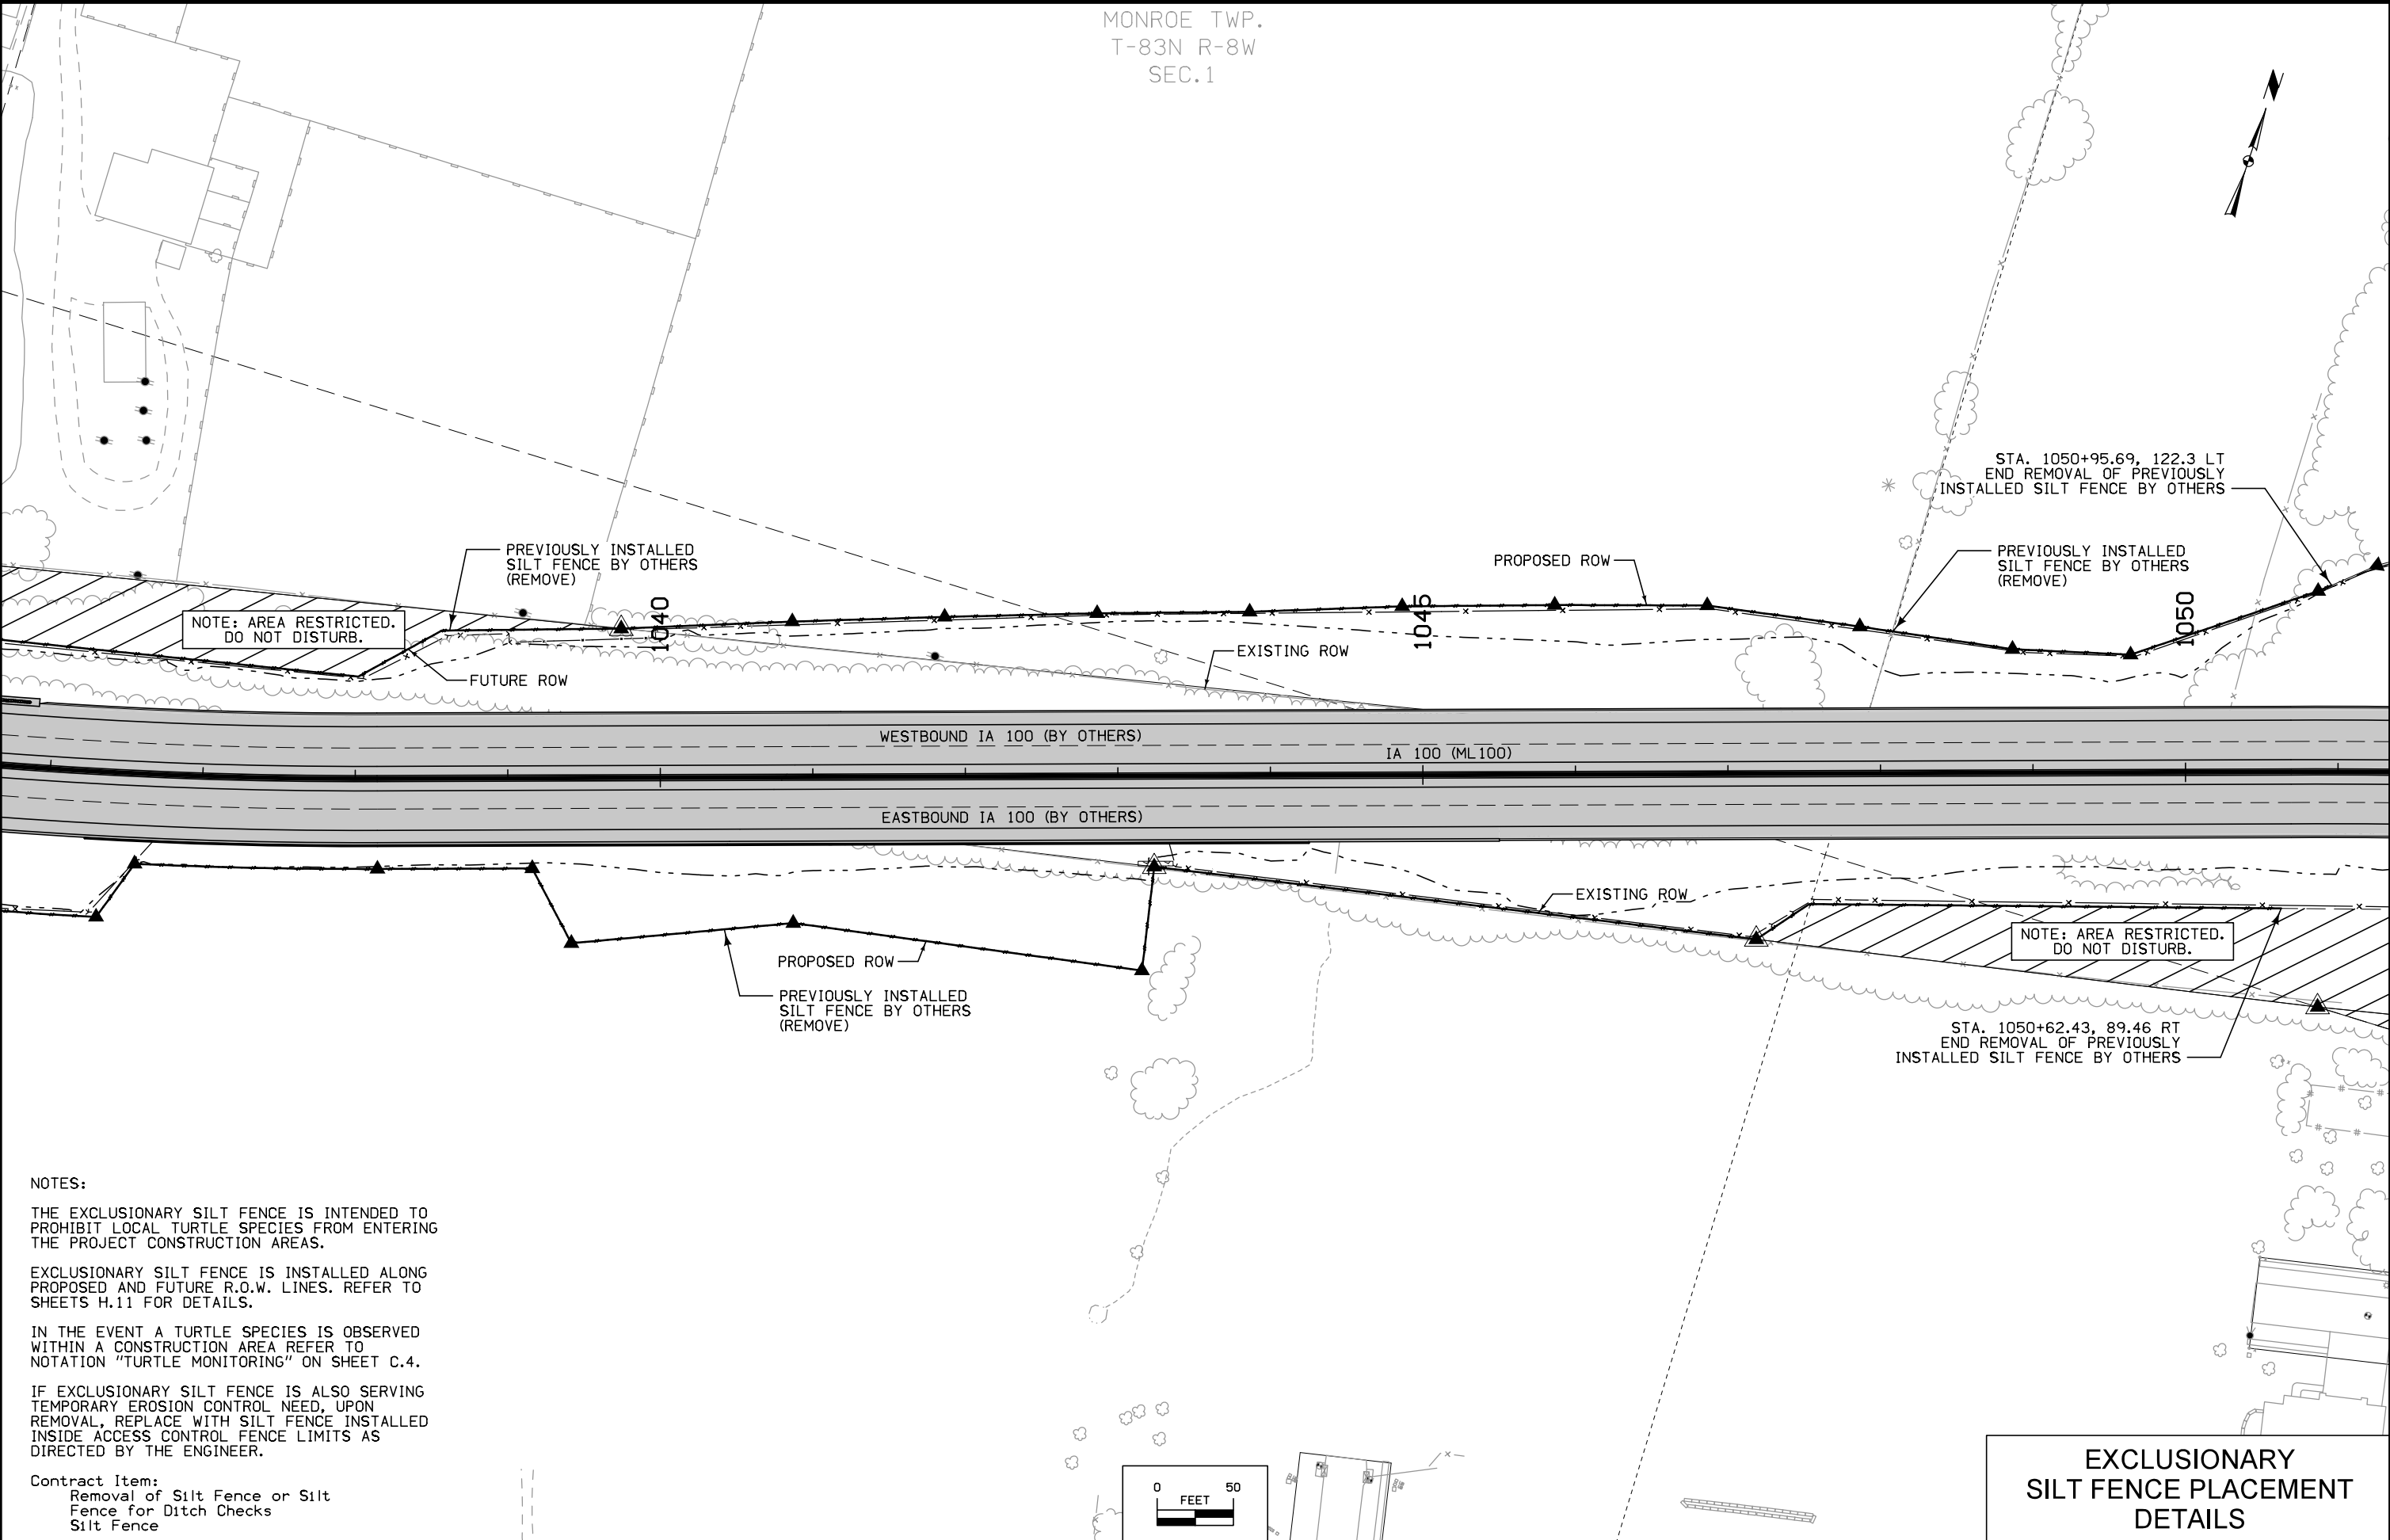 MONROE TWP.
T-83N R-8W
SEC.1
N
STA. 1050+95.69, 122.3 LT
END REMOVAL OF PREVIOUSLY
INSTALLED SILT FENCE BY OTHERS
PREVIOUSLY INSTALLED
SILT FENCE BY OTHERS
(REMOVE)
PROPOSED ROW
PREVIOUSLY INSTALLED
SILT FENCE BY OTHERS
(REMOVE)
1040
1045
1050
NOTE: AREA RESTRICTED.
DO NOT DISTURB.
EXISTING ROW
FUTURE ROW
WESTBOUND IA 100 (BY OTHERS)
IA 100 (ML100)
EASTBOUND IA 100 (BY OTHERS)
EXISTING ROW
NOTE: AREA RESTRICTED.
DO NOT DISTURB.
PROPOSED ROW
PREVIOUSLY INSTALLED
SILT FENCE BY OTHERS
(REMOVE)
STA. 1050+62.43, 89.46 RT
END REMOVAL OF PREVIOUSLY
INSTALLED SILT FENCE BY OTHERS
NOTES:
THE EXCLUSIONARY SILT FENCE IS INTENDED TO
PROHIBIT LOCAL TURTLE SPECIES FROM ENTERING
THE PROJECT CONSTRUCTION AREAS.
EXCLUSIONARY SILT FENCE IS INSTALLED ALONG
PROPOSED AND FUTURE R.O.W. LINES. REFER TO
SHEETS H.11 FOR DETAILS.
IN THE EVENT A TURTLE SPECIES IS OBSERVED
WITHIN A CONSTRUCTION AREA REFER TO
NOTATION "TURTLE MONITORING" ON SHEET C.4.
IF EXCLUSIONARY SILT FENCE IS ALSO SERVING
TEMPORARY EROSION CONTROL NEED, UPON
REMOVAL, REPLACE WITH SILT FENCE INSTALLED
INSIDE ACCESS CONTROL FENCE LIMITS AS
DIRECTED BY THE ENGINEER.
Contract Item:
Removal of Silt Fence or Silt
Fence for Ditch Checks
Silt Fence
0 50
FEET
EXCLUSIONARY
SILT FENCE PLACEMENT
DETAILS